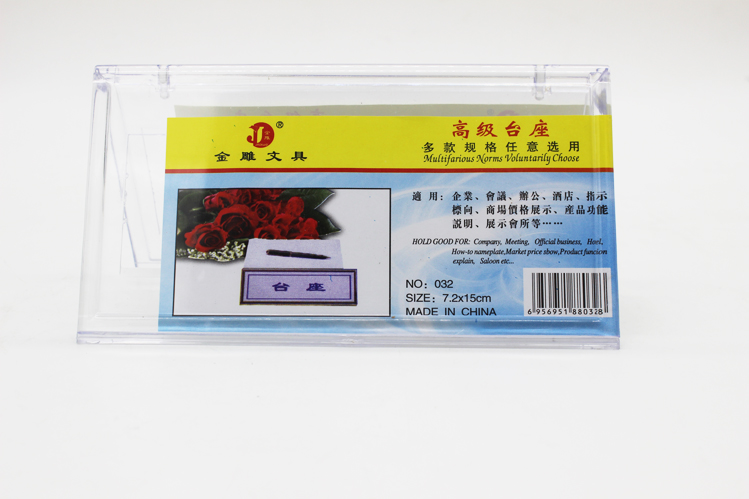 ®
金雕文具
高级台座
多款规格任意选用
Multifarious Norms Voluntarily Choose
適用：企業、會議、辦公、酒店、指示
標向、商場價格展示、産品功能
説明、展示會所等……
HOLD GOOD FOR: Company, Meeting, Official business, Hoel,
How-to nameplate,Market price show,Product funcison
explain, Saloon etc...
台座
NO：032
SIZE：7.2x15cm
MADE IN CHINA
6 956951 880328